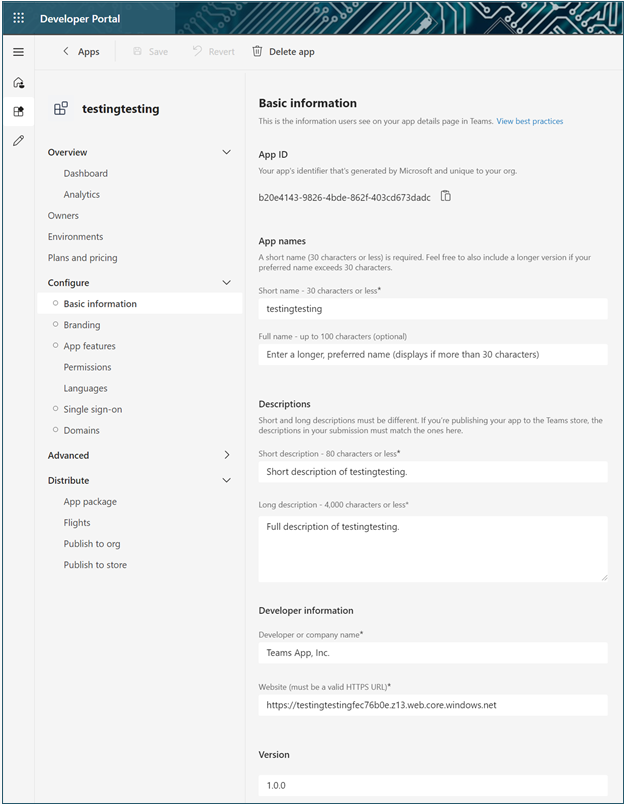 Developer Portal
Apps
Save
Revert
Delete app
testingtesting
Overview
Dashboard
Analytics
Owners
Environments
Plans and pricing
Configure
Basic information
Branding
App features
Permissions
Languages
Single sign-on
Domains
Advanced
Distribute
App package
Flights
Publish to org
Publish to store
Basic information
This is the information users see on your app details page in Teams. View best practices
App ID
Your app's identifier that's generated by Microsoft and unique to your org.
b20e4143-9826-4bde-862f-403cd673dadc
App names
A short name (30 characters or less) is required. Feel free to also include a longer version if your
preferred name exceeds 30 characters.
Short name - 30 characters or less*
testingtesting
Full name - up to 100 characters (optional)
Enter a longer, preferred name (displays if more than 30 characters)
Descriptions
Short and long descriptions must be different. If you're publishing your app to the Teams store, the
descriptions in your submission must match the ones here.
Short description - 80 characters or less*
Short description of testingtesting.
Long description - 4,000 characters or less*
Full description of testingtesting.
Developer information
Developer or company name*
Teams App, Inc.
Website (must be a valid HTTPS URL)*
https://testingtestingfec76b0e.z13.web.core.windows.net
Version
1.0.0